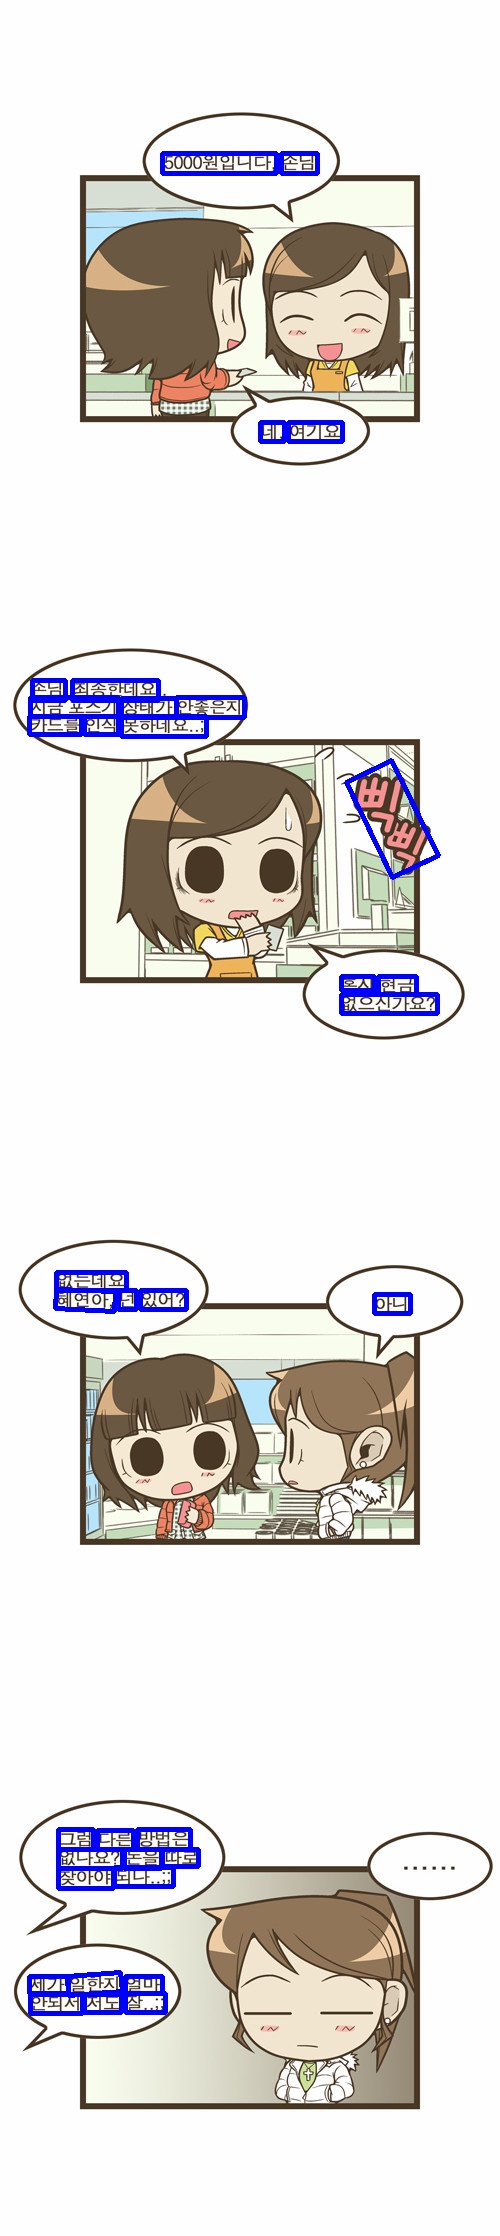 5000원입니다, 손님
네, 여기요
손님 죄송한데요,
지금 포스기 상태가 안좋은지
카드를 인식 못하네요..;
삑삑
혹시 현금
없으신가요?
없는데요
혜연아, 넌 있어?
아니
그럼 다른 방법은
없나요? 돈을 따로
찾아야 되나..;;
......
제가 일한지 얼마
안되서 저도 잘..;;